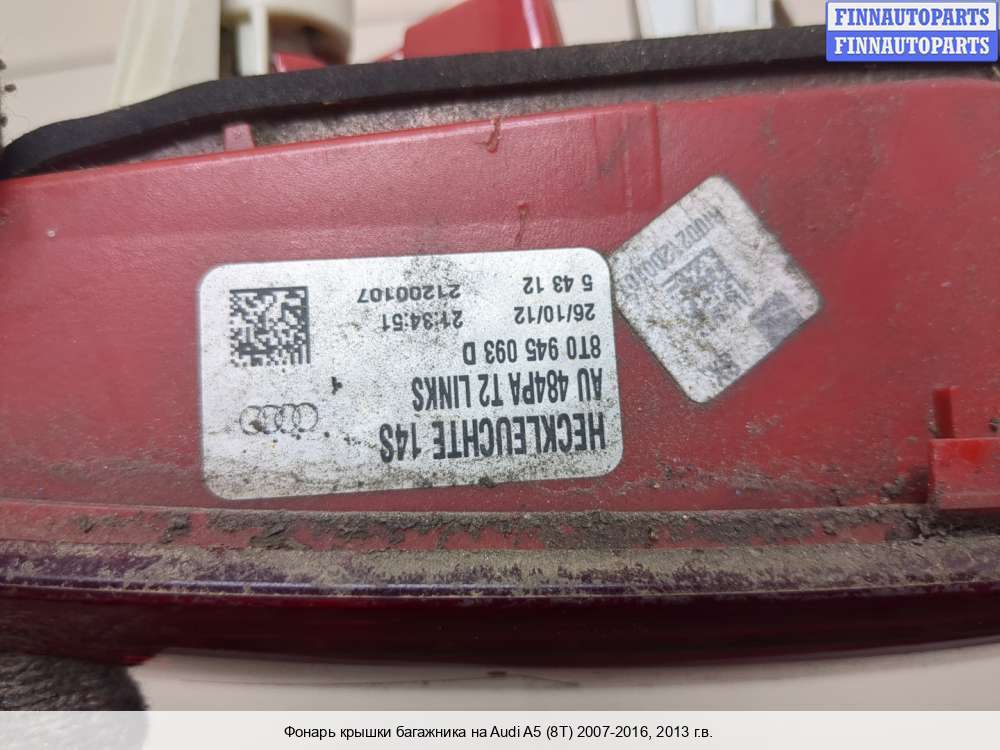 FINNAUTOPARTS
FINNAUTOPARTS
HECKLEUCHTE 14S
AU 484PA T2 LINKS
8T0 945 093 D
26/10/12 21:34:51
5 43 12 21200107
Фонарь крышки багажника на Audi A5 (8T) 2007-2016, 2013 г.в.